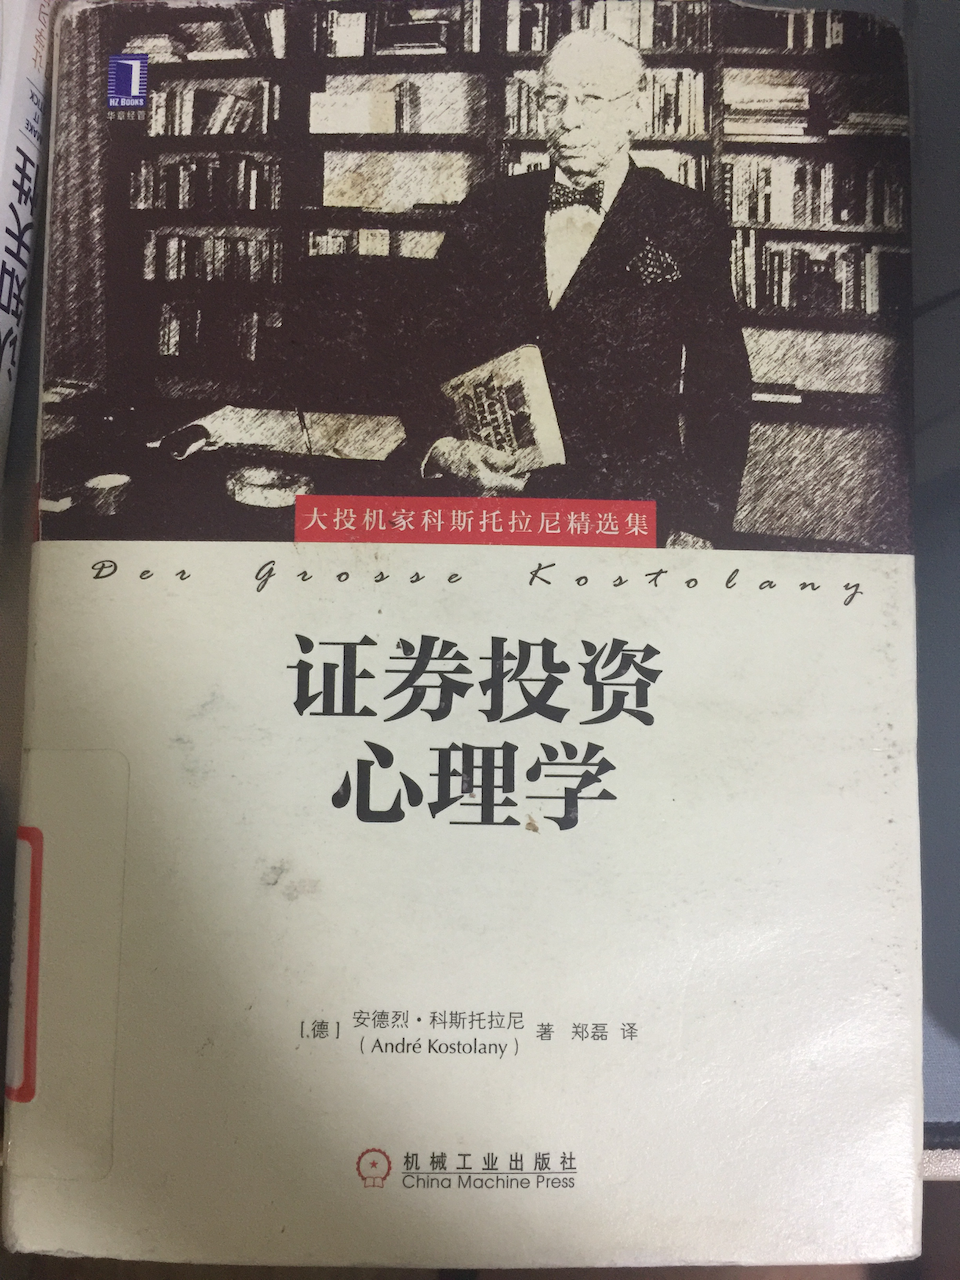 HZ BOOKS
华章经管
大投机家科斯托拉尼精选集
Der Grosse Kostolany
证券投资
心理学
[德] 安德烈·科斯托拉尼 著 郑磊 译
(André Kostolany)
机械工业出版社
China Machine Press